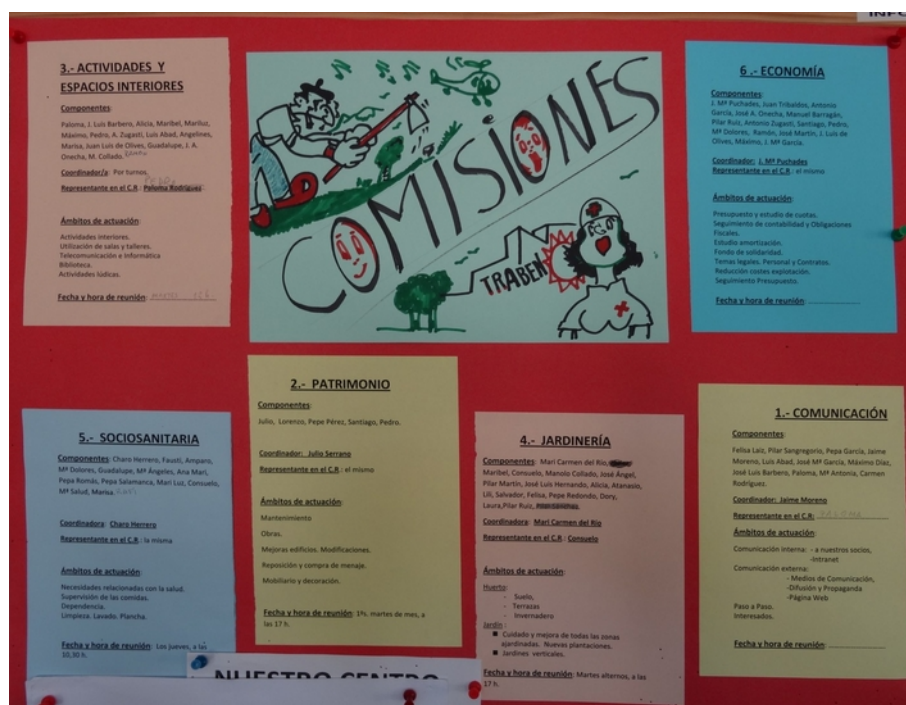 INFO
3.- ACTIVIDADES Y
ESPACIOS INTERIORES
Componentes:
Paloma, J. Luis Barbero, Alicia, Maribel, Mariluz,
Máximo, Pedro, A. Zugasti, Luis Abad, Angelines,
Marisa, Juan Luis de Olives, Guadalupe, J. A.
Onecha, M. Collado.
Coordinador/a: Por turnos.
Representante en el C.R.: Paloma Rodríguez
Ámbitos de actuación:
Actividades interiores.
Utilización de salas y talleres.
Telecomunicación e Informática
Biblioteca.
Actividades lúdicas.
Fecha y hora de reunión: MARTES
COMISIONES
TRABEN
6.- ECONOMÍA
Componentes:
J. Mª Puchades, Juan Tribaldos, Antonio
García, José A. Onecha, Manuel Barragán,
Pilar Ruiz, Antonio Zugasti, Santiago, Pedro,
Mª Dolores, Ramón, José Martín, J. Luis de
Olives, Máximo, J. Mª García.
Coordinador: J. Mª Puchades
Representante en el C.R.: el mismo
Ámbitos de actuación:
Presupuesto y estudio de cuotas.
Seguimiento de contabilidad y Obligaciones
Fiscales.
Estudio amortización.
Fondo de solidaridad.
Temas legales. Personal y Contratos.
Reducción costes explotación.
Seguimiento Presupuesto
Fecha y hora de reunión:
5.- SOCIOSANITARIA
Componentes: Charo Herrero, Fausti, Amparo,
Mª Dolores, Guadalupe, Mª Ángeles, Ana Mari,
Pepa Romás, Pepa Salamanca, Mari Luz, Consuelo,
Mª Salud, Marisa
Coordinadora: Charo Herrero
Representante en el C.R.: la misma
Ámbitos de actuación:
Necesidades relacionadas con la salud.
Supervisión de las comidas.
Dependencia.
Limpieza. Lavado. Plancha.
Fecha y hora de reunión: Los jueves, a las
10,30 h.
2.- PATRIMONIO
Componentes:
Julio, Lorenzo, Pepe Pérez, Santiago, Pedro.
Coordinador: Julio Serrano
Representante en el C.R.: el mismo
Ámbitos de actuación:
Mantenimiento
Obras.
Mejoras edificios. Modificaciones.
Reposición y compra de menaje.
Mobiliario y decoración.
Fecha y hora de reunión: 1º. martes de mes, a
las 17 h.
4.- JARDINERÍA
Componentes: Mari Carmen del Río,
Maribel, Consuelo, Manolo Collado, José Ángel,
Pilar Martín, José Luis Hernando, Alicia, Atanasio,
Lili, Salvador, Felisa, Pepe Redondo, Dory,
Laura, Pilar Ruiz,
Coordinadora: Mari Carmen del Río
Representante en el C.R.: Consuelo
Ámbitos de actuación:
Huerto:
- Suelo,
- Terrazas
- Invernadero
Jardín:
■ Cuidado y mejora de todas las zonas
ajardinadas. Nuevas plantaciones.
■ Jardines verticales.
Fecha y hora de reunión: Martes alternos, a las
17 h.
1.- COMUNICACIÓN
Componentes:
Felisa Laiz, Pilar Sangregorio, Pepa García, Jaime
Moreno, Luis Abad, José Mª García, Máximo Díaz,
José Luis Barbero, Paloma, Mª Antonia, Carmen
Rodríguez.
Coordinador: Jaime Moreno
Representante en el C.R:
Ámbitos de actuación:
Comunicación interna: - a nuestros socios,
-Intranet
Comunicación externa:
- Medios de Comunicación,
-Difusión y Propaganda
-Página Web
Paso a Paso.
Interesados.
Fecha y hora de reunión:
NUESTRO CENTRO